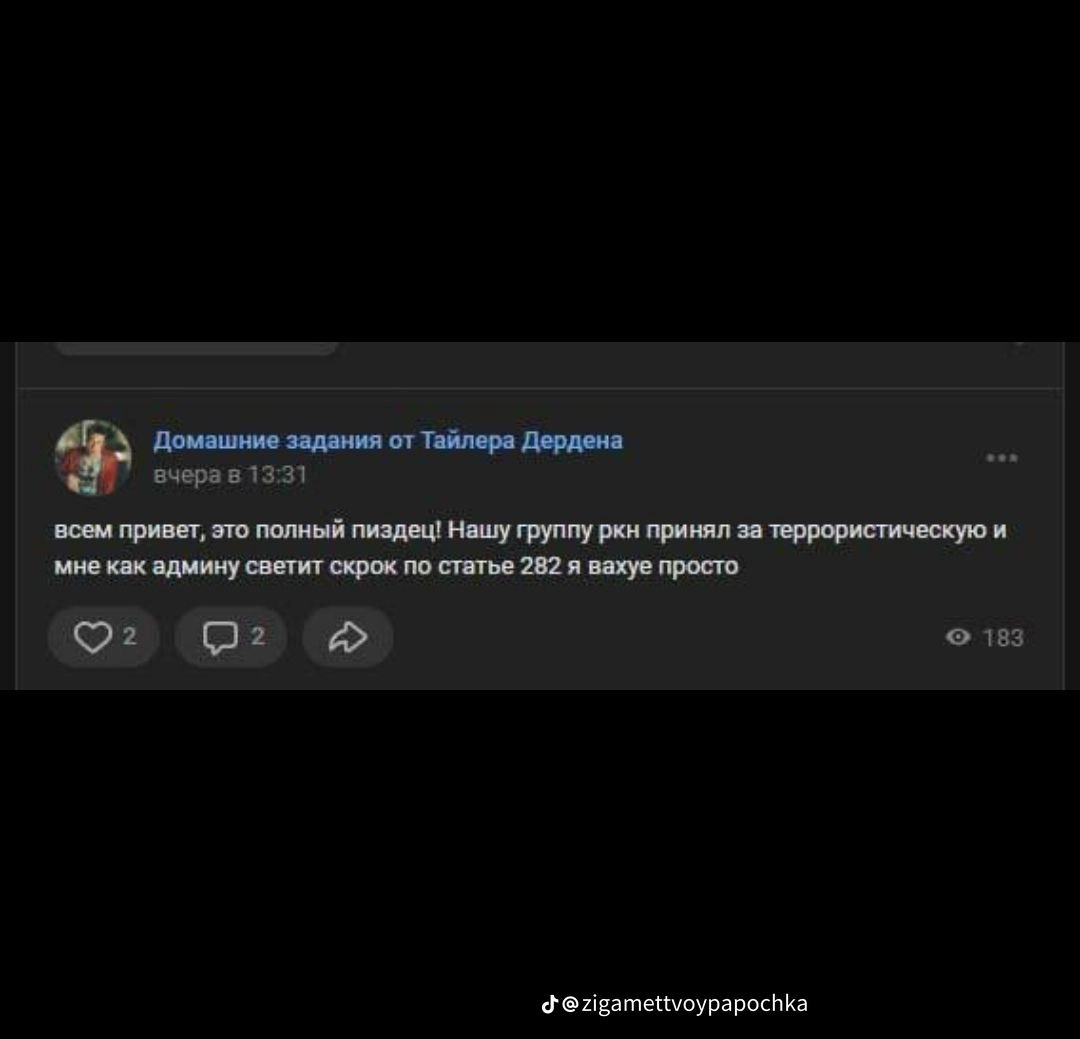 Домашние задания от Тайлера Дердена
вчера в 13:31
всем привет, это полный пиздец! Нашу группу ркн принял за террористическую и
мне как админу светит скрок по статье 282 я вахуе просто
2
2
183
@zigamettvoypapochka